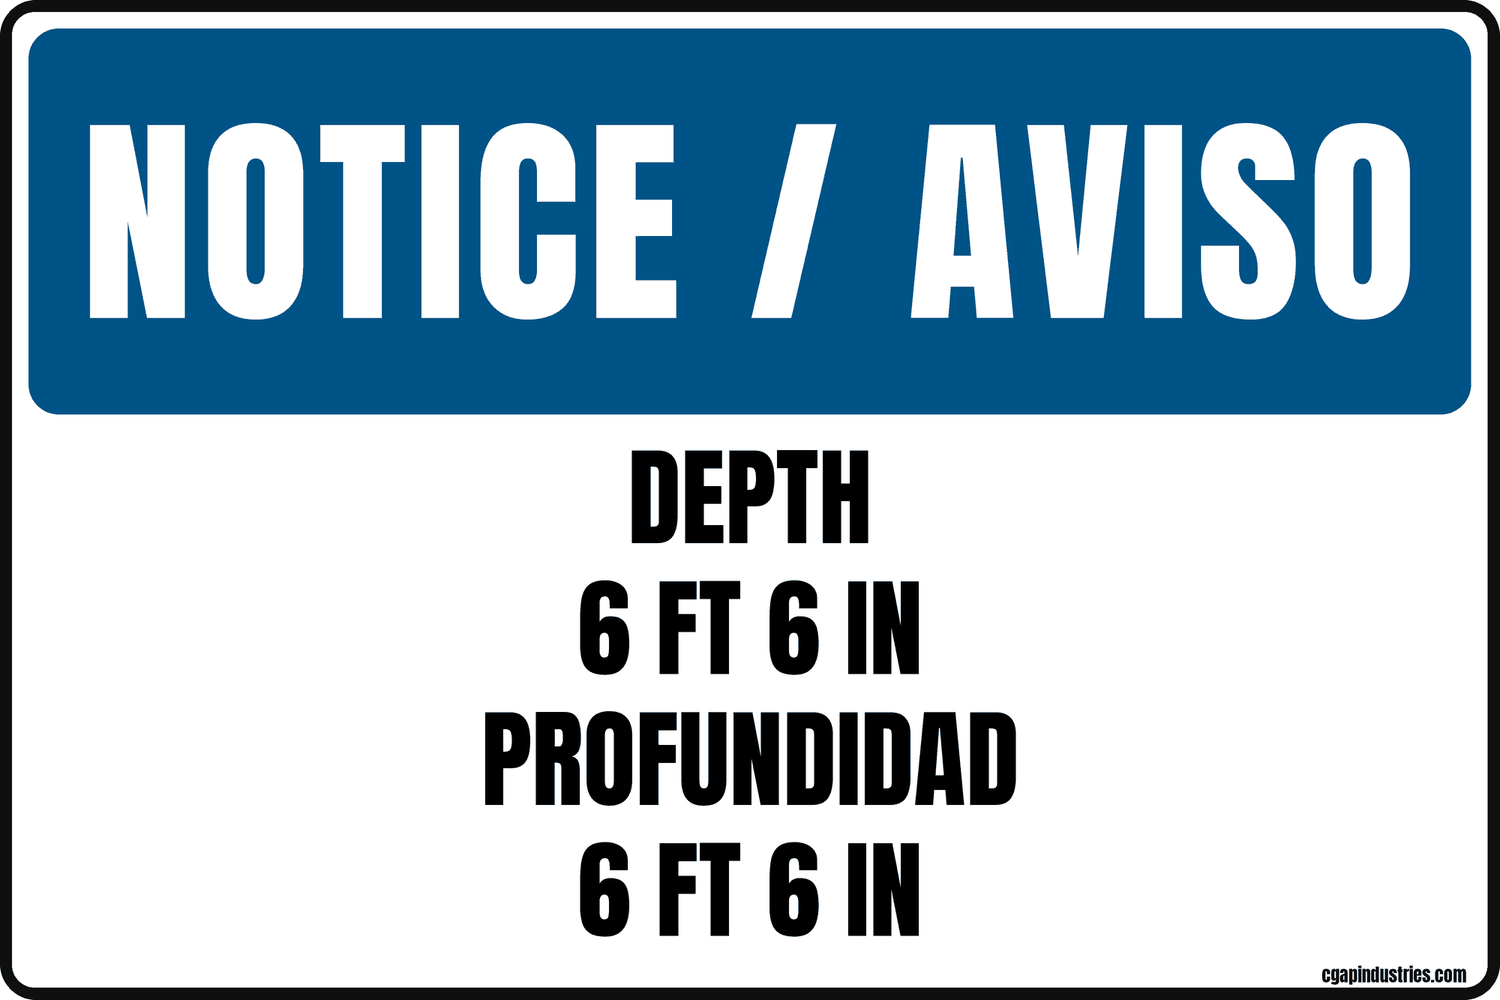 NOTICE / AVISO
DEPTH
6 FT 6 IN
PROFUNDIDAD
6 FT 6 IN
cgapindustries.com